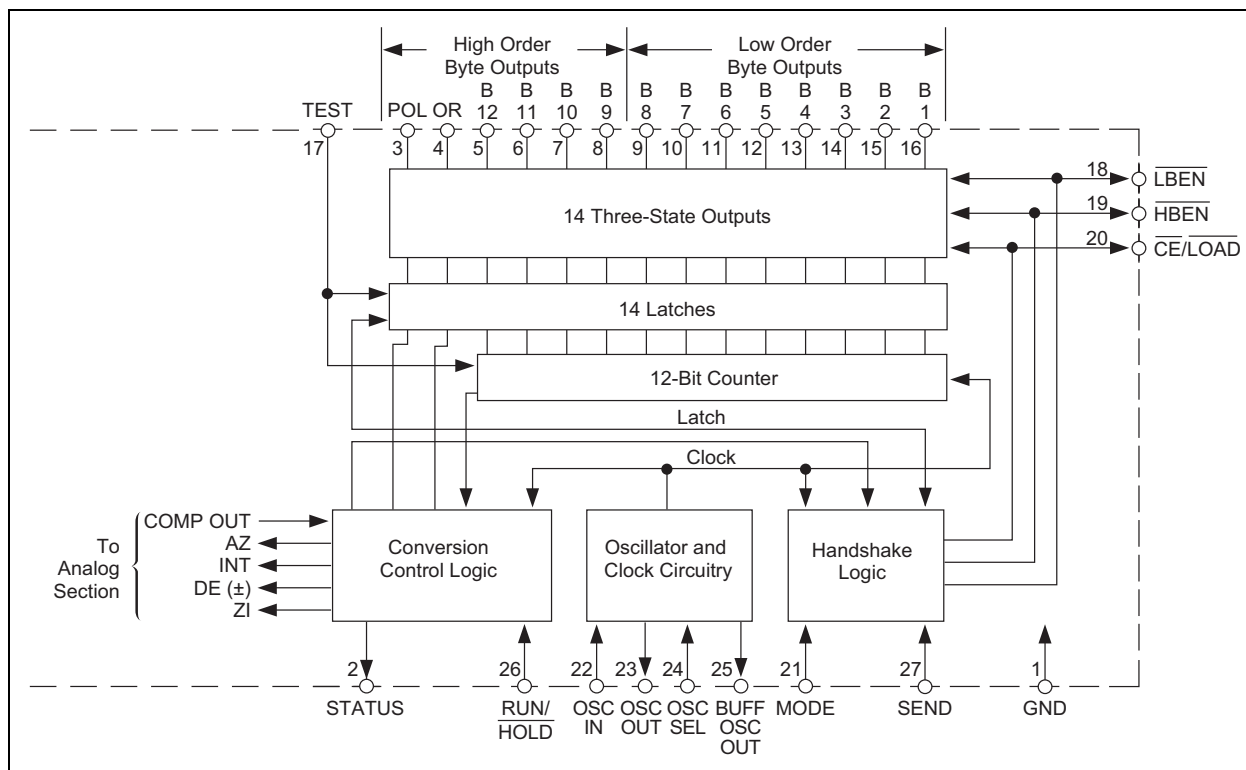 High Order
Byte Outputs
Low Order
Byte Outputs
TEST
POL OR
B
12
B
11
B
10
B
9
B
8
B
7
B
6
B
5
B
4
B
3
B
2
B
1
17
3
4
5
6
7
8
9
10
11
12
13
14
15
16
18
LBEN
19
HBEN
20
CE/LOAD
14 Three-State Outputs
14 Latches
12-Bit Counter
Latch
Clock
To
Analog
Section
COMP OUT
AZ
INT
DE (±)
ZI
Conversion
Control Logic
Oscillator and
Clock Circuitry
Handshake
Logic
2
26
22
23
24
25
21
27
1
STATUS
RUN/
HOLD
OSC
IN
OSC
OUT
OSC
SEL
BUFF
OSC
OUT
MODE
SEND
GND